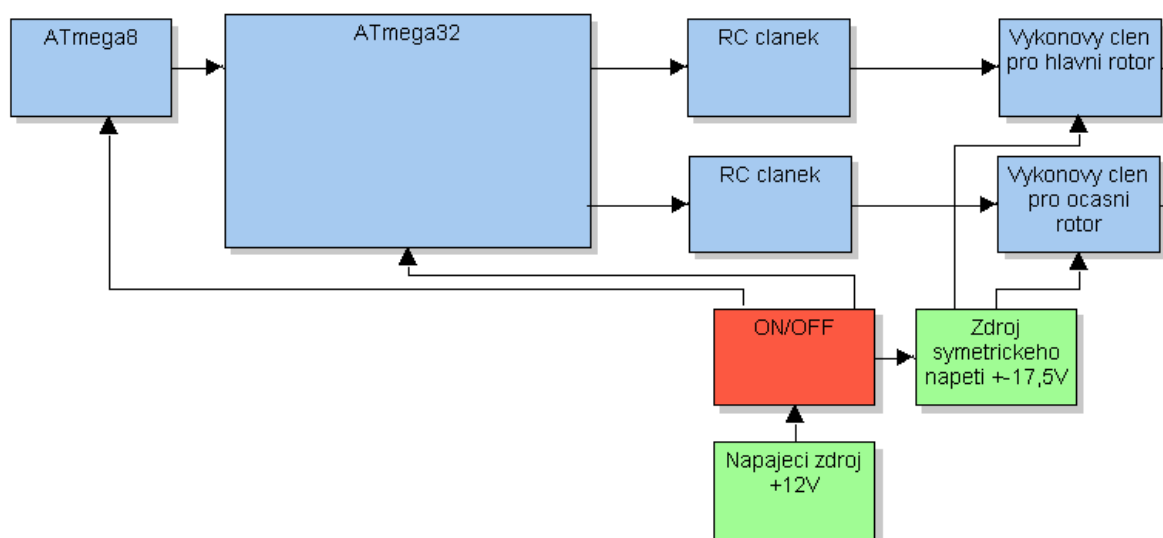 ATmega8
ATmega32
RC clanek
Vykonovy clen
pro hlavni rotor
RC clanek
Vykonovy clen
pro ocasni
rotor
ON/OFF
Zdroj
symetrickeho
napeti +-17,5V
Napajeci zdroj
+12V